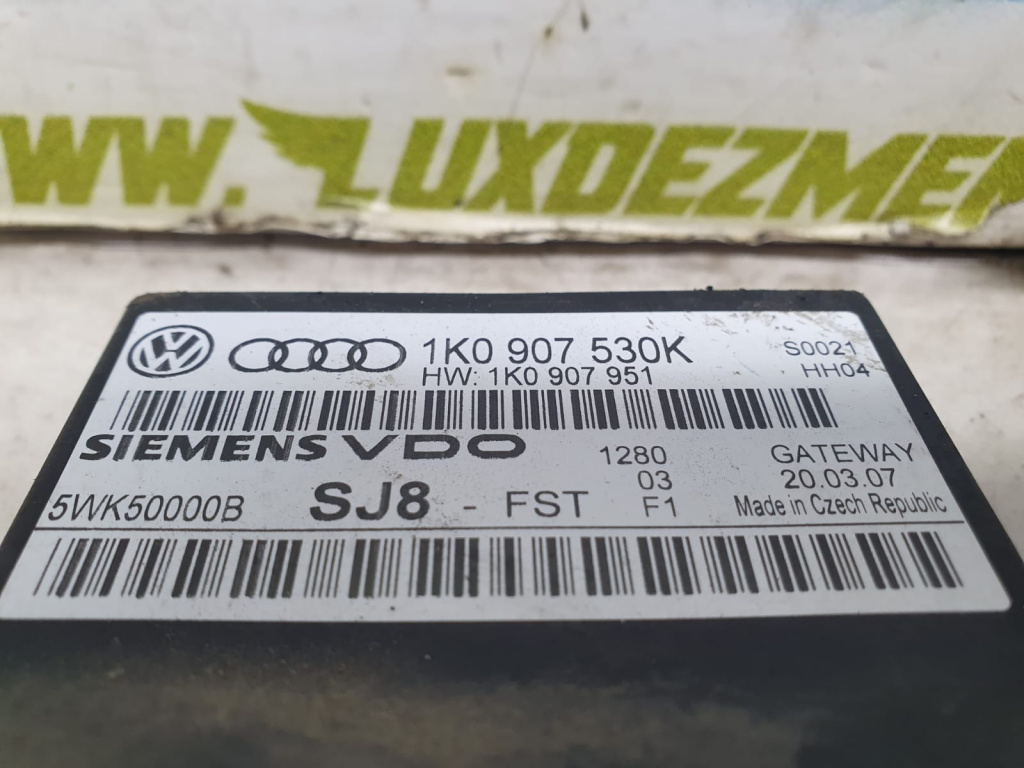 WW.LUXDEZMEM
1K0 907 530K S0021
HW: 1K0 907 951 HH04
SIEMENS VDO 1280 GATEWAY
03 20.03.07
5WK50000B SJ8 - FST F1 Made in Czech Republic